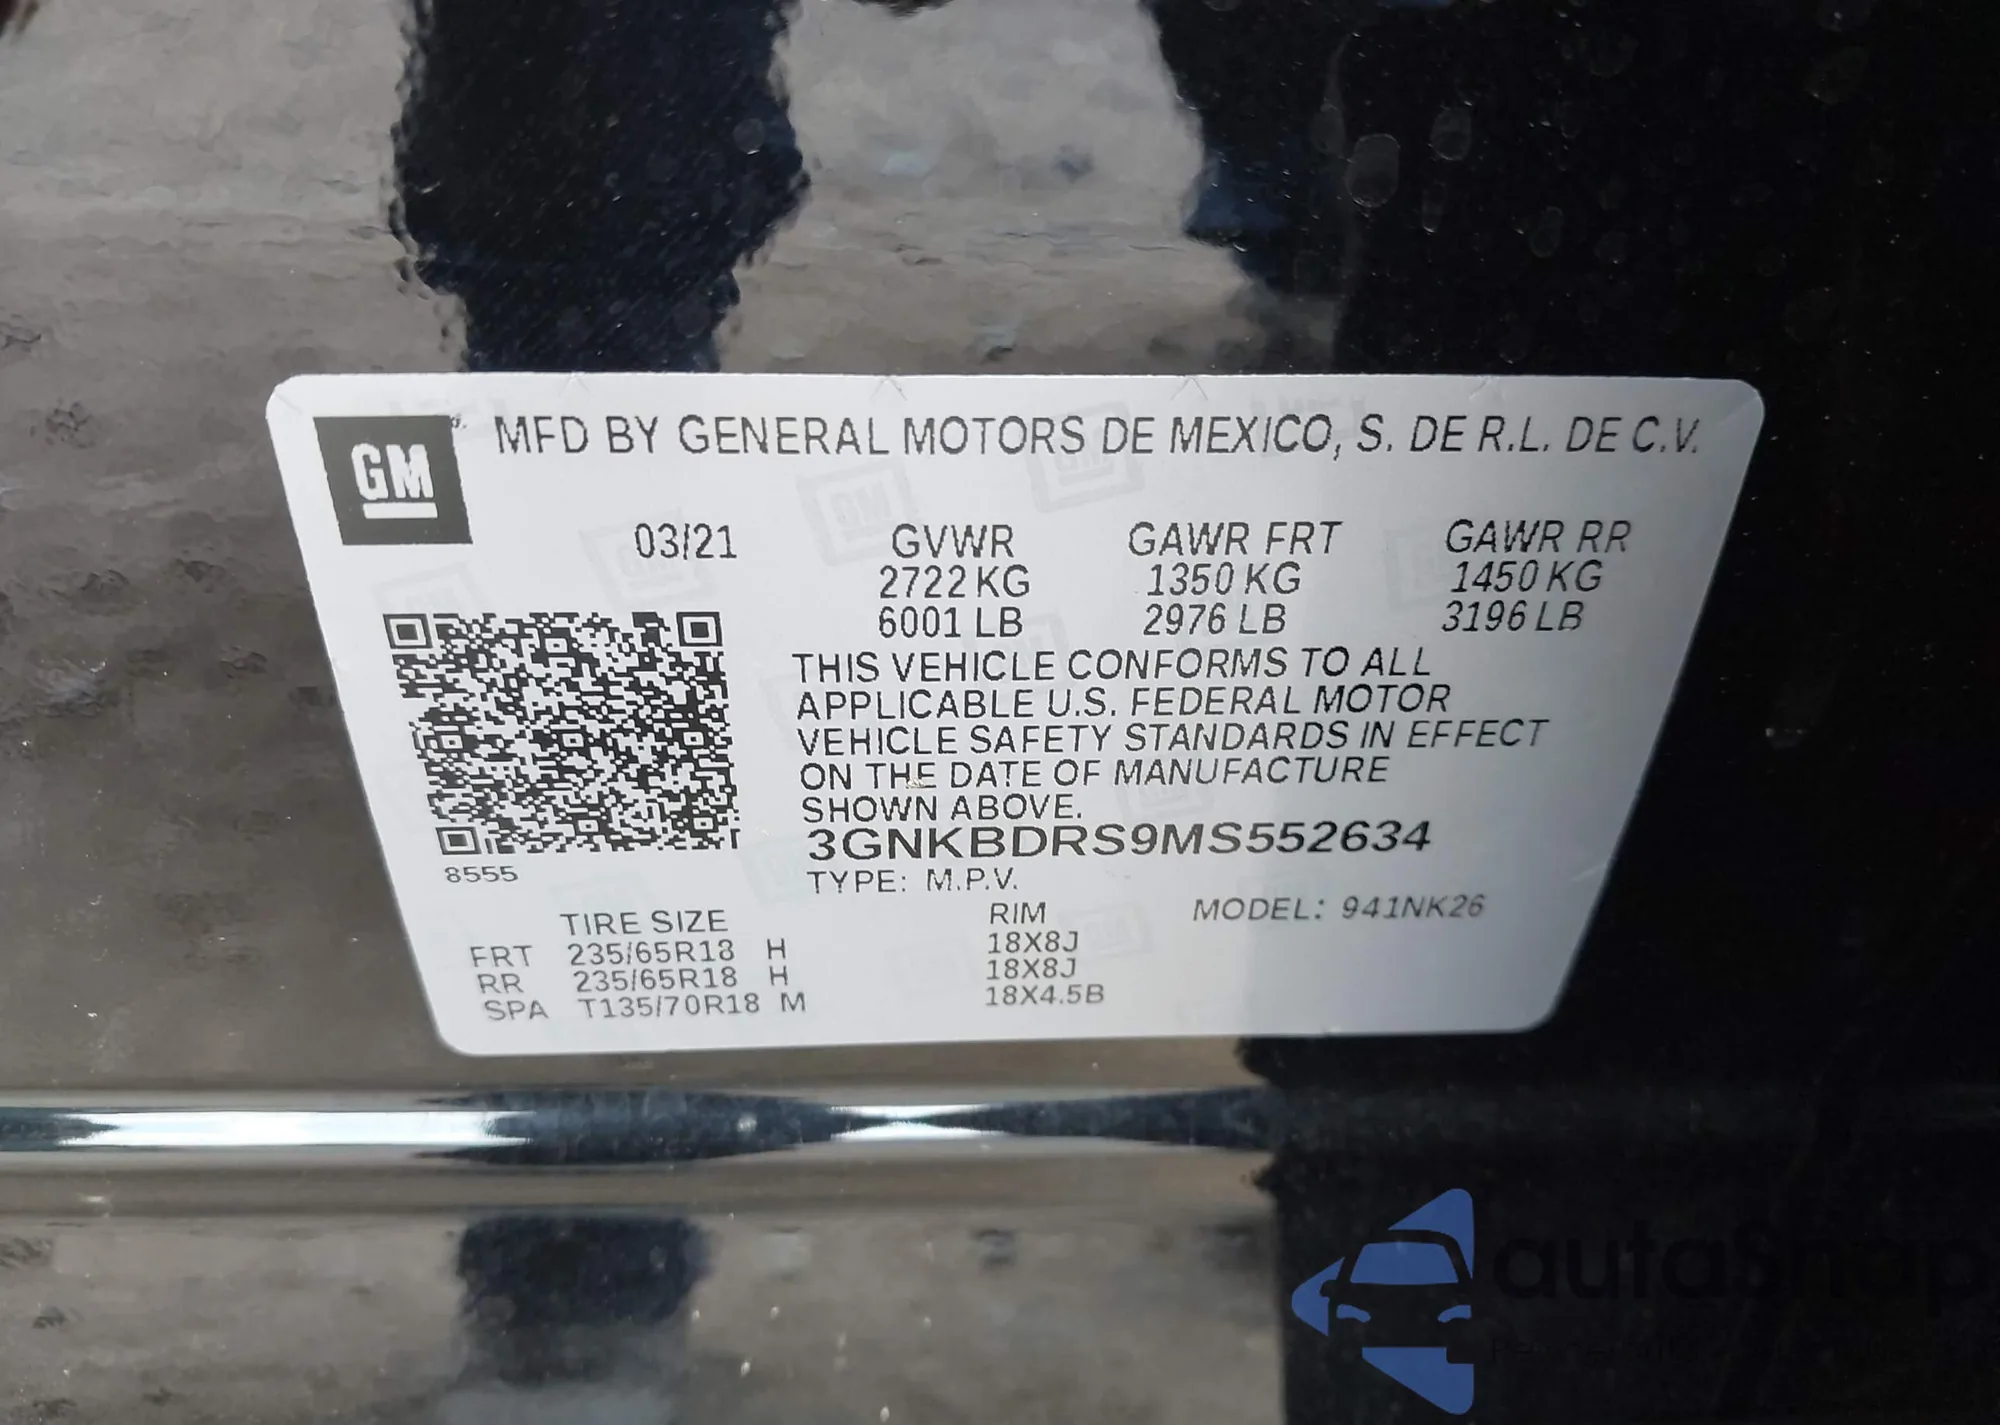 GM
MFD BY GENERAL MOTORS DE MEXICO, S. DE R.L. DE C.V.
03/21 GVWR GAWR FRT GAWR RR
2722 KG 1350 KG 1450 KG
6001 LB 2976 LB 3196 LB
THIS VEHICLE CONFORMS TO ALL
APPLICABLE U.S. FEDERAL MOTOR
VEHICLE SAFETY STANDARDS IN EFFECT
ON THE DATE OF MANUFACTURE
SHOWN ABOVE.
3GNKBDRS9MS552634
8555
TYPE: M.P.V.
TIRE SIZE RIM MODEL: 941NK26
FRT 235/65R18 H 18X8J
RR 235/65R18 H 18X8J
SPA T135/70R18 M 18X4.5B
autaSnap